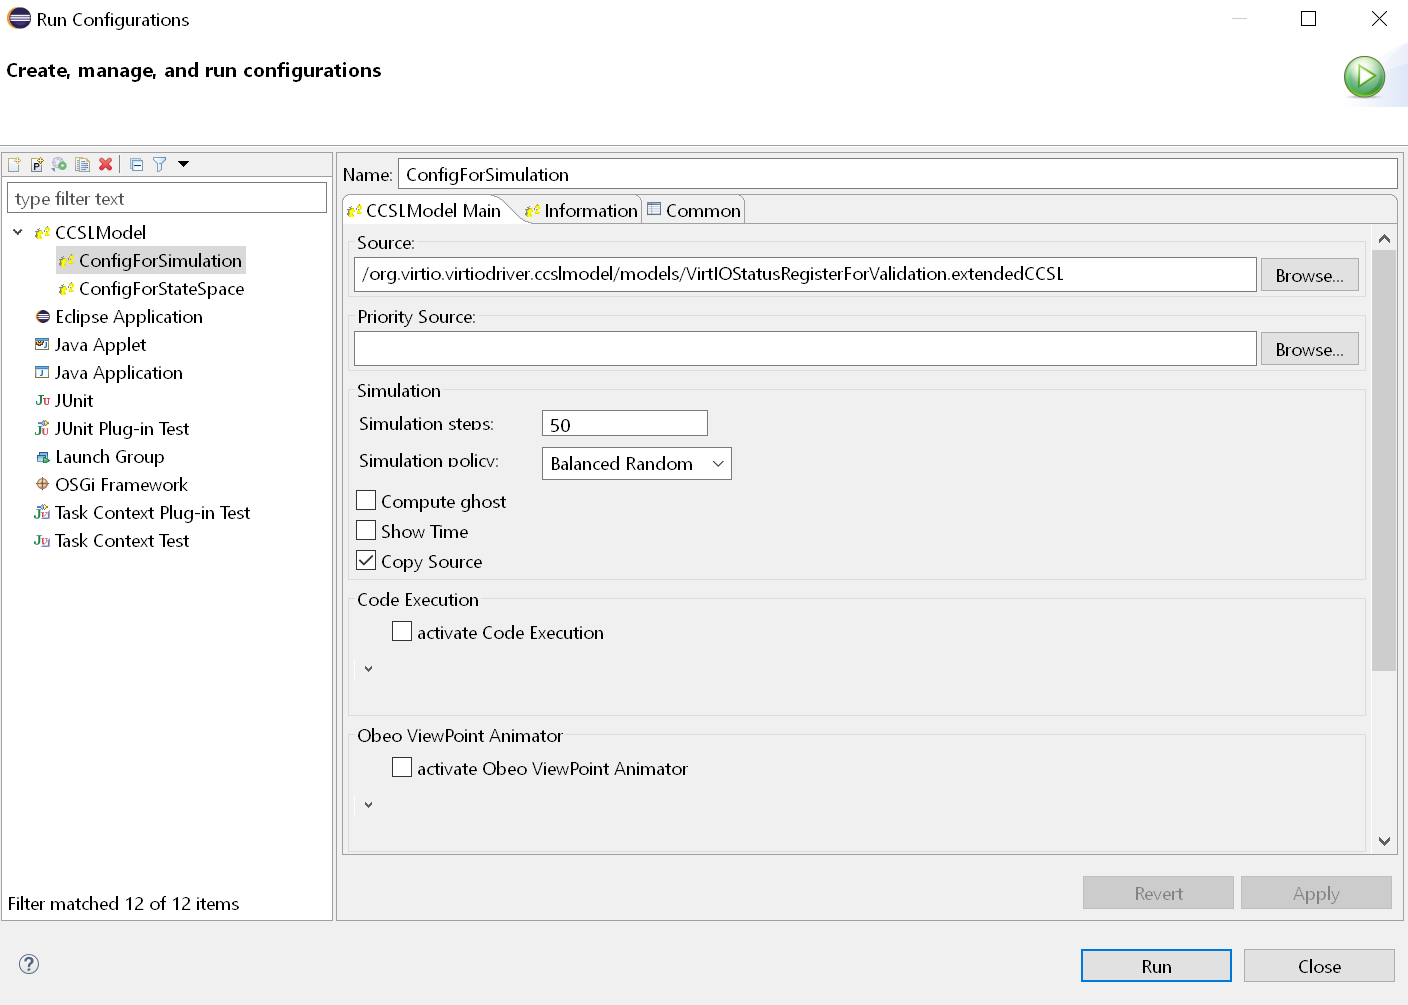 Run Configurations
Create, manage, and run configurations
type filter text
CCSLModel
ConfigForSimulation
ConfigForStateSpace
Eclipse Application
Java Applet
Java Application
JUnit
JUnit Plug-in Test
Launch Group
OSGi Framework
Task Context Plug-in Test
Task Context Test
Filter matched 12 of 12 items
Name: ConfigForSimulation
CCSLModel Main Information Common
Source:
/org.virtio.virtiodriver.ccslmodel/models/VirtIOStatusRegisterForValidation.extendedCCSL Browse...
Priority Source:
Browse...
Simulation
Simulation steps: 50
Simulation policy: Balanced Random
Compute ghost
Show Time
Copy Source
Code Execution
activate Code Execution
Obeo ViewPoint Animator
activate Obeo ViewPoint Animator
Revert Apply
Run Close